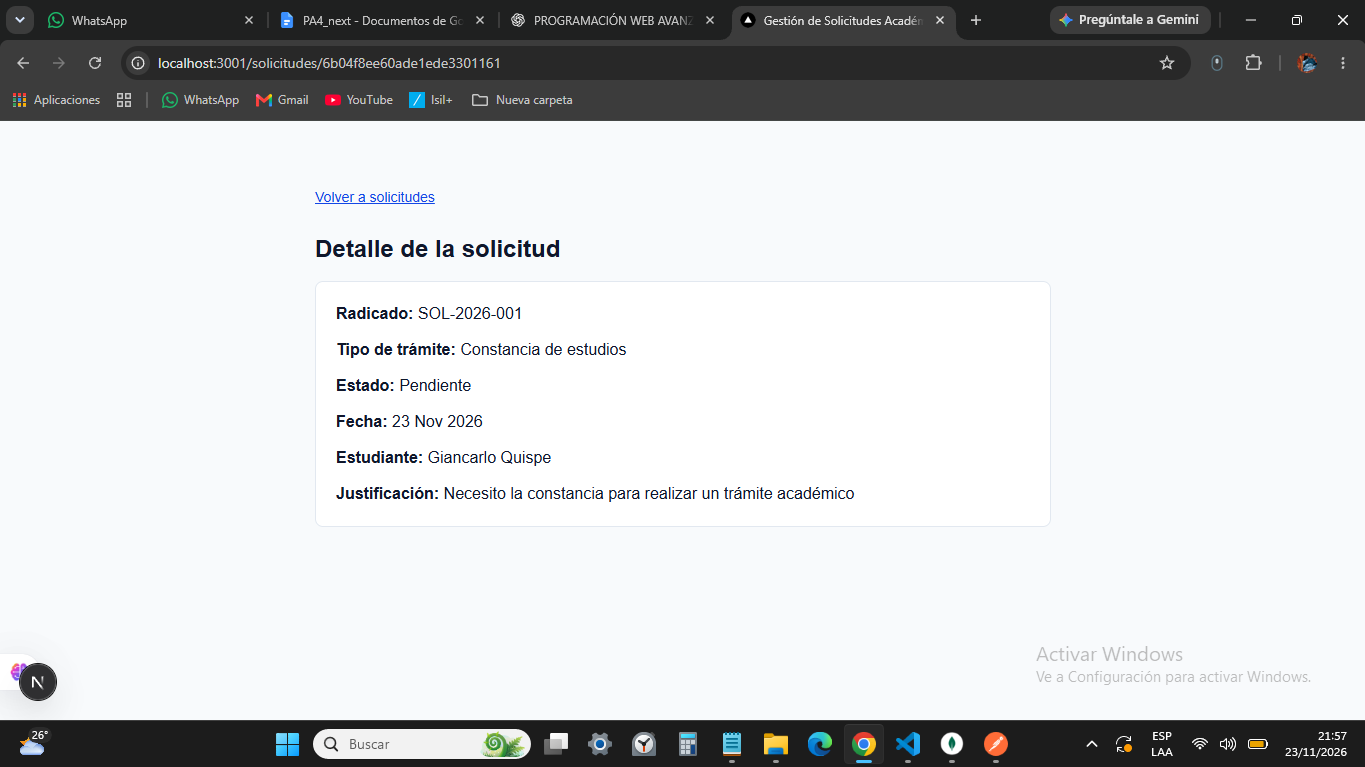 WhatsApp
PA4_next - Documentos de Go
PROGRAMACIÓN WEB AVANZ
Gestión de Solicitudes Académ
Pregúntale a Gemini
localhost:3001/solicitudes/6b04f8ee60ade1ede3301161
Aplicaciones
WhatsApp
Gmail
YouTube
Isil+
Nueva carpeta
Volver a solicitudes
Detalle de la solicitud
Radicado: SOL-2026-001
Tipo de trámite: Constancia de estudios
Estado: Pendiente
Fecha: 23 Nov 2026
Estudiante: Giancarlo Quispe
Justificación: Necesito la constancia para realizar un trámite académico
Activar Windows
Ve a Configuración para activar Windows.
N
26°
Buscar
ESP
LAA
21:57
23/11/2026